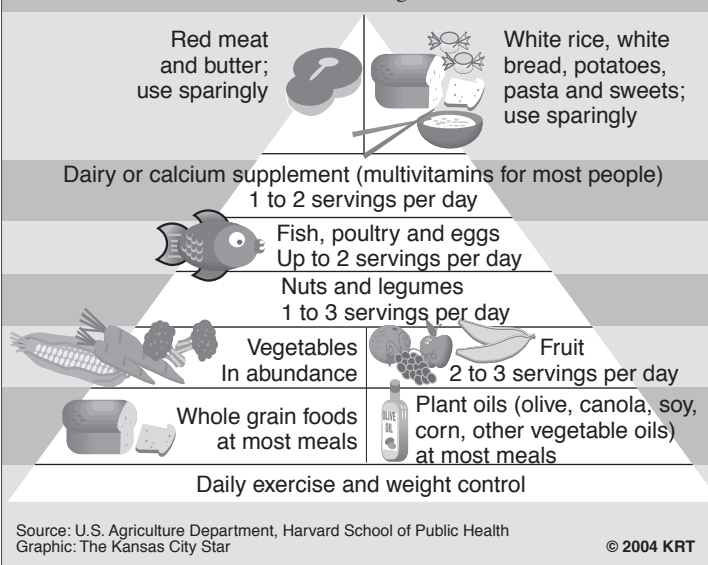 Red meat
and butter;
use sparingly
White rice, white
bread, potatoes,
pasta and sweets;
use sparingly
Dairy or calcium supplement (multivitamins for most people)
1 to 2 servings per day
Fish, poultry and eggs
Up to 2 servings per day
Nuts and legumes
1 to 3 servings per day
Vegetables
In abundance
Fruit
2 to 3 servings per day
Whole grain foods
at most meals
OLIVE
OIL
Plant oils (olive, canola, soy,
corn, other vegetable oils)
at most meals
Daily exercise and weight control
Source: U.S. Agriculture Department, Harvard School of Public Health
Graphic: The Kansas City Star
© 2004 KRT